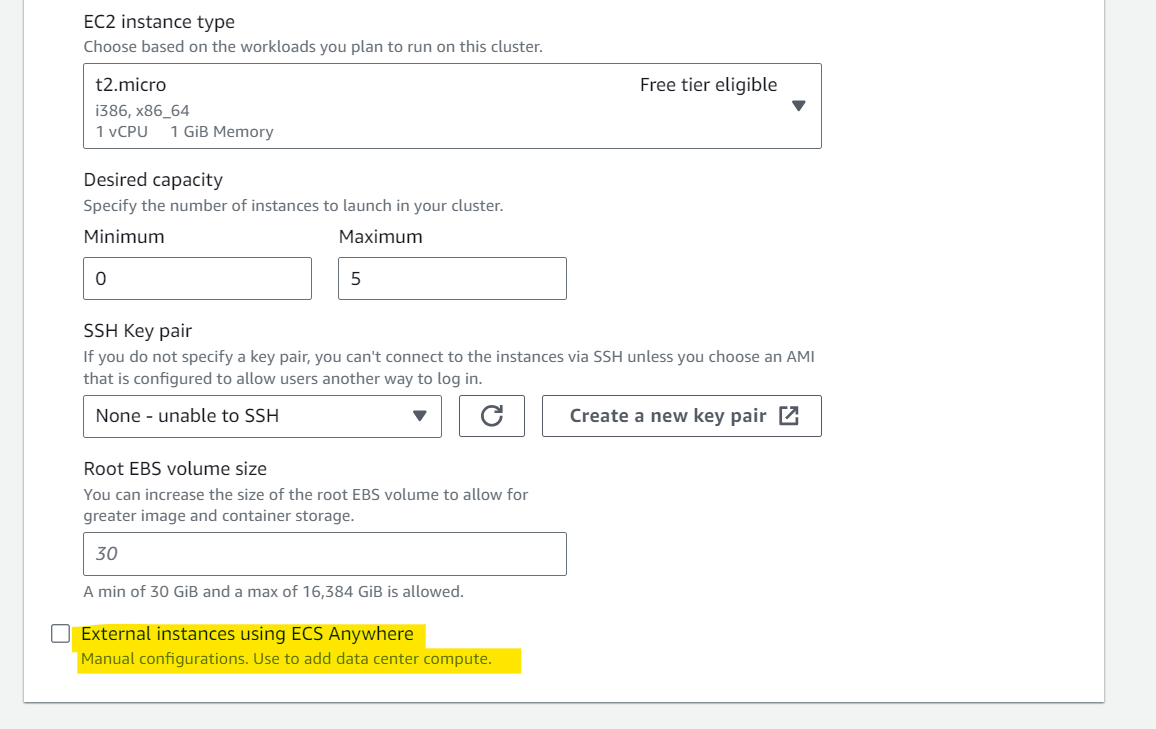 EC2 instance type
Choose based on the workloads you plan to run on this cluster.
t2.micro Free tier eligible
i386, x86_64
1 vCPU 1 GiB Memory
Desired capacity
Specify the number of instances to launch in your cluster.
Minimum Maximum
0 5
SSH Key pair
If you do not specify a key pair, you can't connect to the instances via SSH unless you choose an AMI
that is configured to allow users another way to log in.
None - unable to SSH Create a new key pair
Root EBS volume size
You can increase the size of the root EBS volume to allow for
greater image and container storage.
30
A min of 30 GiB and a max of 16,384 GiB is allowed.
External instances using ECS Anywhere
Manual configurations. Use to add data center compute.